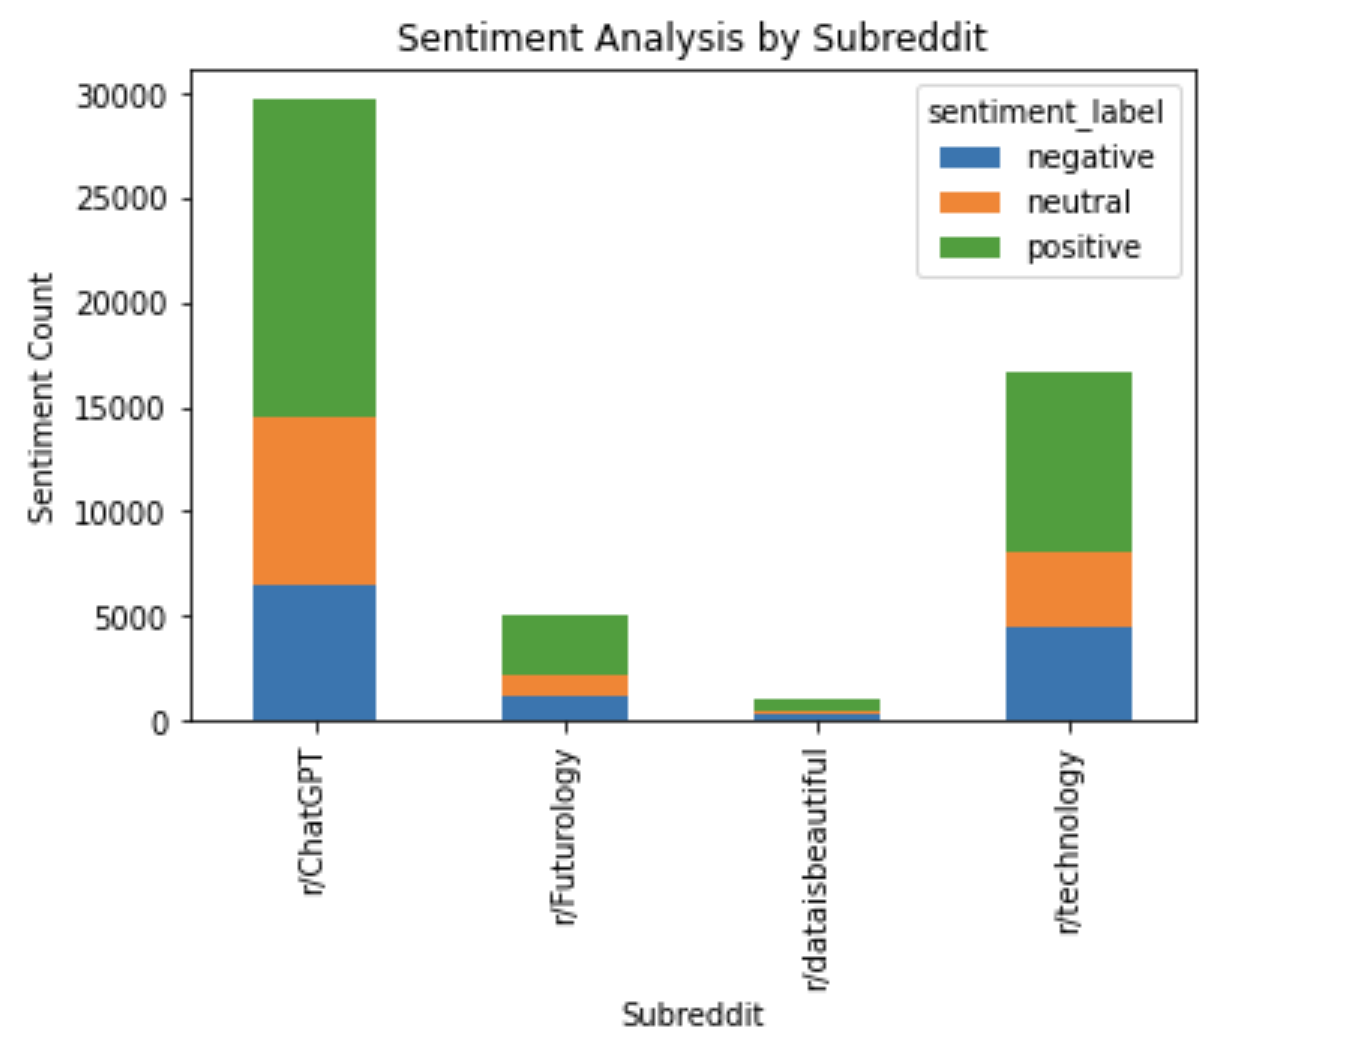 Sentiment Analysis by Subreddit
sentiment_label
negative
neutral
positive
Sentiment Count
30000
25000
20000
15000
10000
5000
0
r/ChatGPT
r/Futurology
r/dataisbeautiful
r/technology
Subreddit